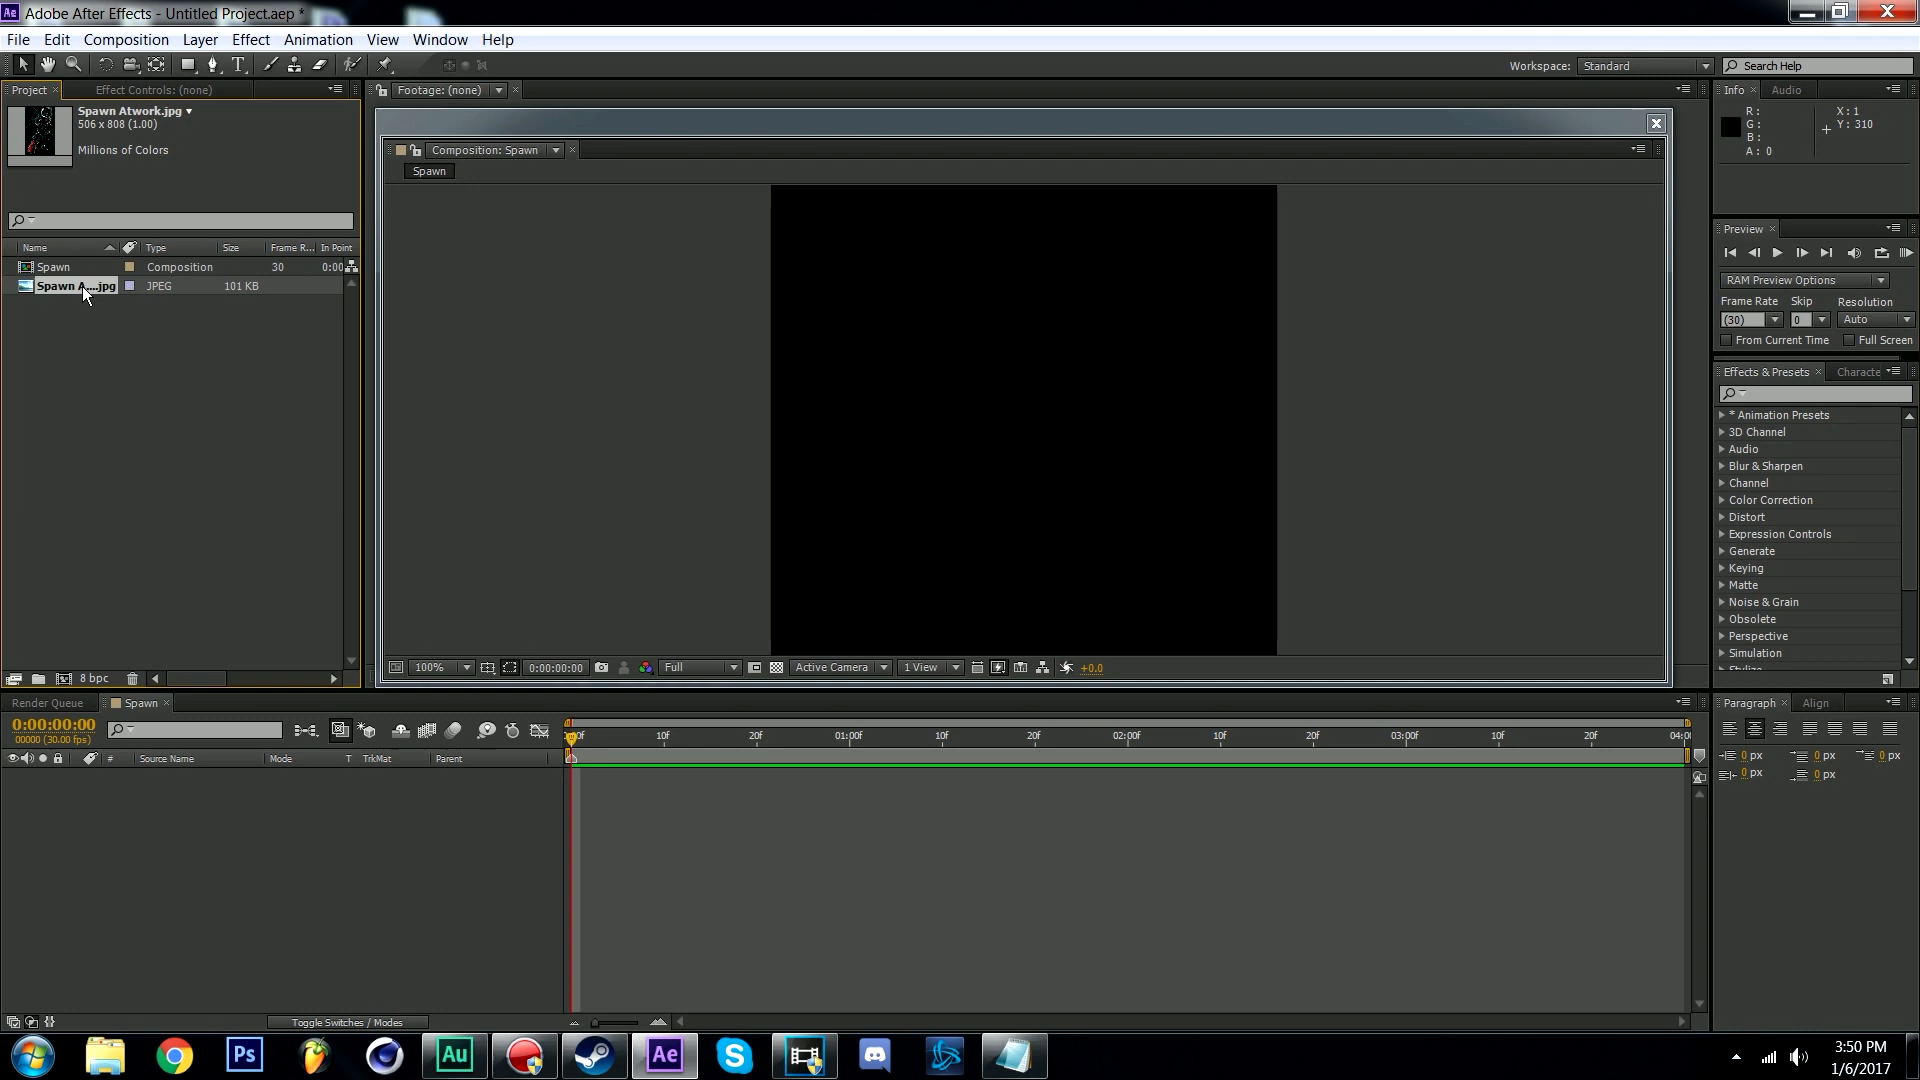 Adobe After Effects - Untitled Project.aep *
File Edit Composition Layer Effect Animation View Window Help
Workspace: Standard Search Help
Project Effect Controls: (none) Footage: (none) Info Audio
Spawn Atwork.jpg
506 x 808 (1.00)
Millions of Colors
R:
G:
B:
A: 0
X: 1
Y: 310
Composition: Spawn
Spawn
Name Type Size Frame R... In Point
Spawn Composition 30 0:00
Spawn A....jpg JPEG 101 KB
Preview
RAM Preview Options
Frame Rate Skip Resolution
(30) 0 Auto
From Current Time Full Screen
Effects & Presets Characte
* Animation Presets
3D Channel
Audio
Blur & Sharpen
Channel
Color Correction
Distort
Expression Controls
Generate
Keying
Matte
Noise & Grain
Obsolete
Perspective
Simulation
Stylize
100% 0:00:00:00 Full Active Camera 1 View +0.0
8 bpc
Render Queue Spawn
0:00:00:00
00000 (30.00 fps)
# Source Name Mode T TrkMat Parent
10f 20f 01:00f 10f 20f 02:00f 10f 20f 03:00f 10f 20f 04:0
Paragraph Align
0 px 0 px 0 px
0 px 0 px
Toggle Switches / Modes
Ps Au Ae
3:50 PM
1/6/2017